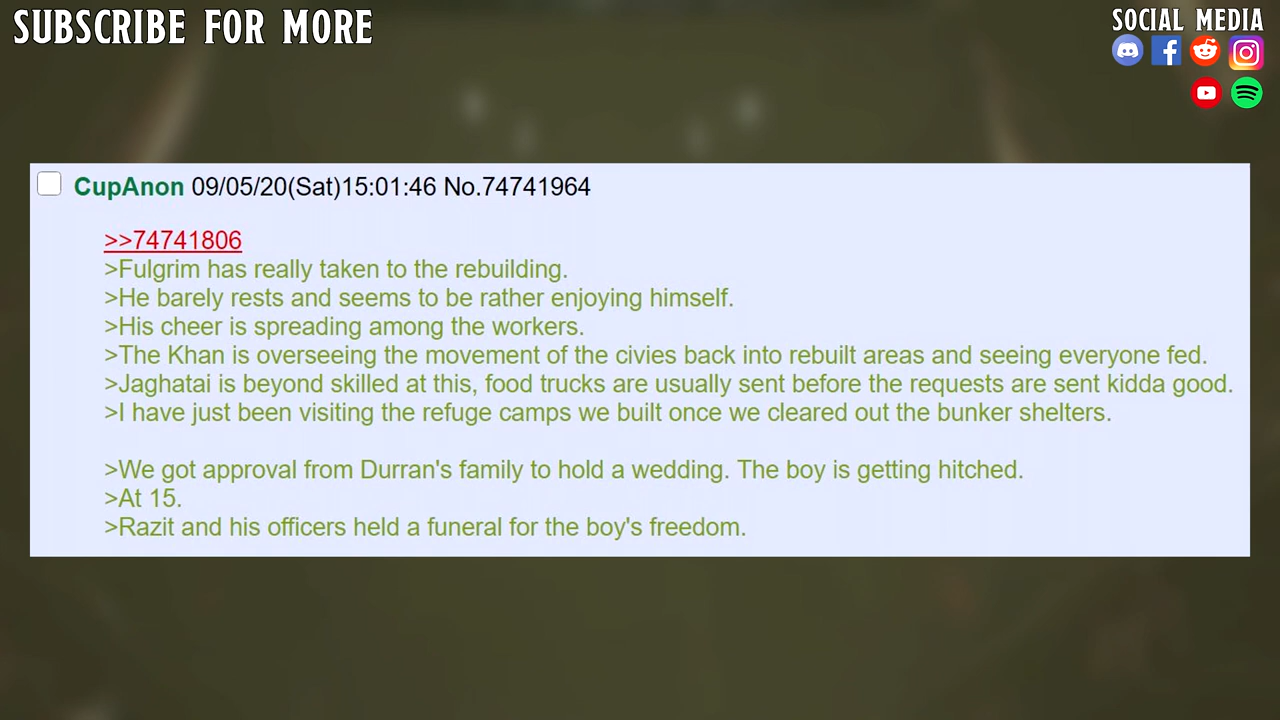 SUBSCRIBE FOR MORE
SOCIAL MEDIA
CupAnon 09/05/20(Sat)15:01:46 No.74741964
>>74741806
>Fulgrim has really taken to the rebuilding.
>He barely rests and seems to be rather enjoying himself.
>His cheer is spreading among the workers.
>The Khan is overseeing the movement of the civies back into rebuilt areas and seeing everyone fed.
>Jaghatai is beyond skilled at this, food trucks are usually sent before the requests are sent kidda good.
>I have just been visiting the refuge camps we built once we cleared out the bunker shelters.
>We got approval from Durran's family to hold a wedding. The boy is getting hitched.
>At 15.
>Razit and his officers held a funeral for the boy's freedom.